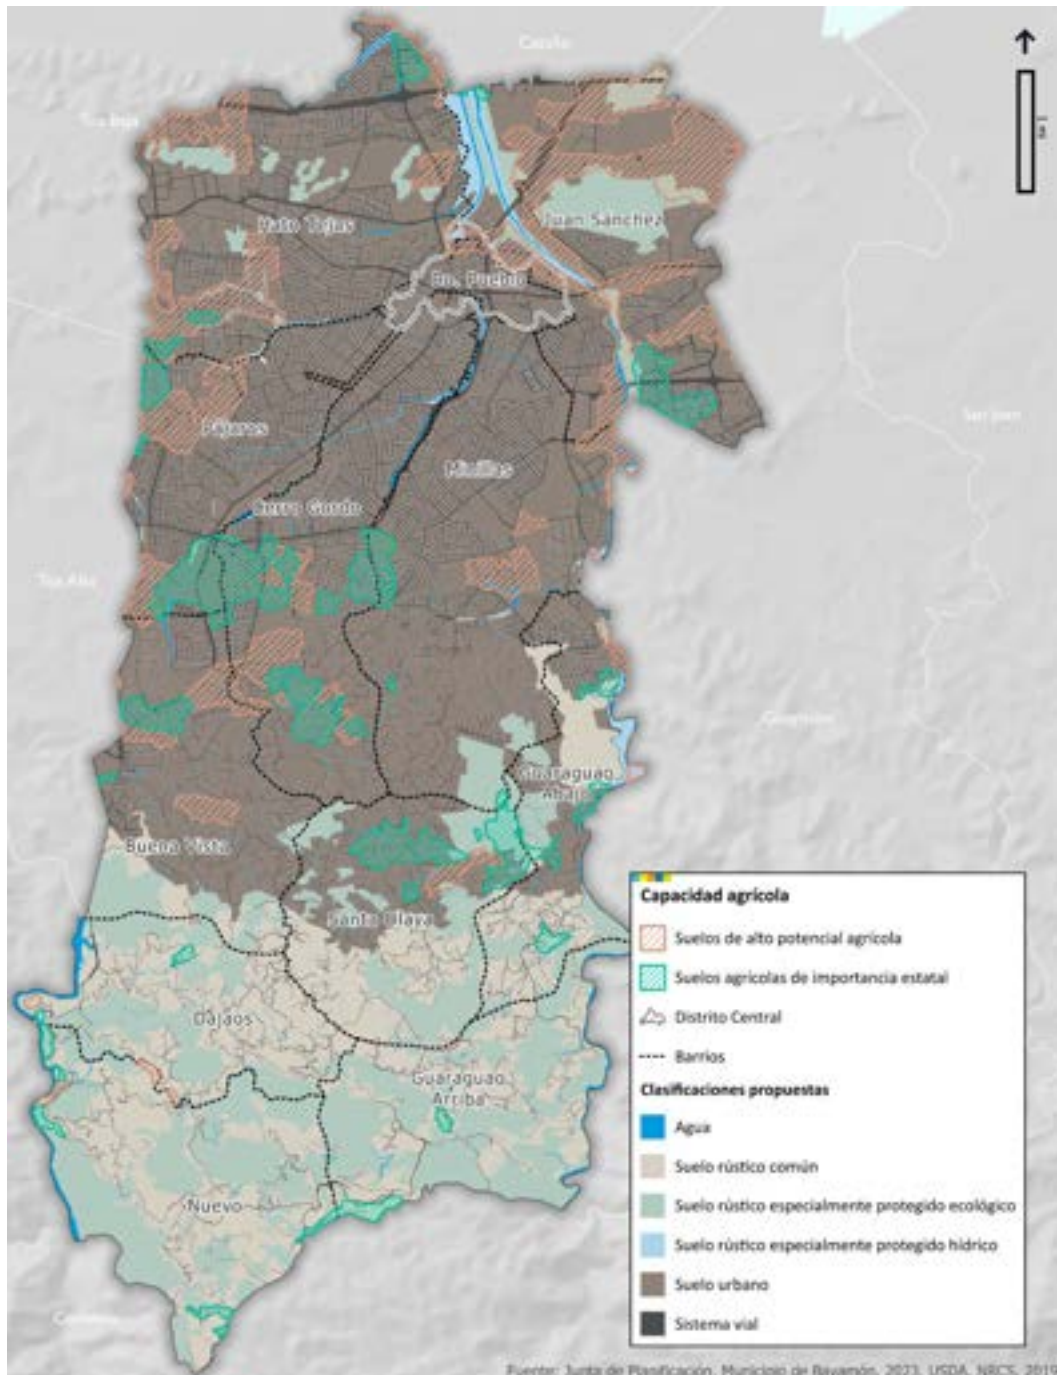 Cataño
Toa Baja
Hato Tejas
Juan Sánchez
Bo. Pueblo
San Juan
Pájaros
Minillas
Cerro Gordo
Toa Alta
Guaynabo
Guaraguao
Abajo
Buena Vista
Santa Olaya
Dajaos
Guaraguao
Arriba
Nuevo
Capacidad agrícola
Suelos de alto potencial agrícola
Suelos agrícolas de importancia estatal
Distrito Central
Barrios
Clasificaciones propuestas
Agua
Suelo rústico común
Suelo rústico especialmente protegido ecológico
Suelo rústico especialmente protegido hídrico
Suelo urbano
Sistema vial
Fuente: Junta de Planificación, Municipio de Bayamón, 2023, USDA, NRCS, 2019